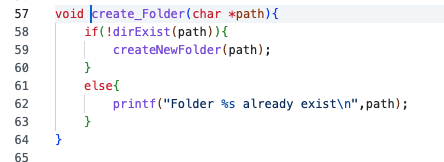 57 void create_Folder(char *path){
58 if(!dirExist(path)){
59 createNewFolder(path);
60 }
61 else{
62 printf("Folder %s already exist\n",path);
63 }
64 }
65